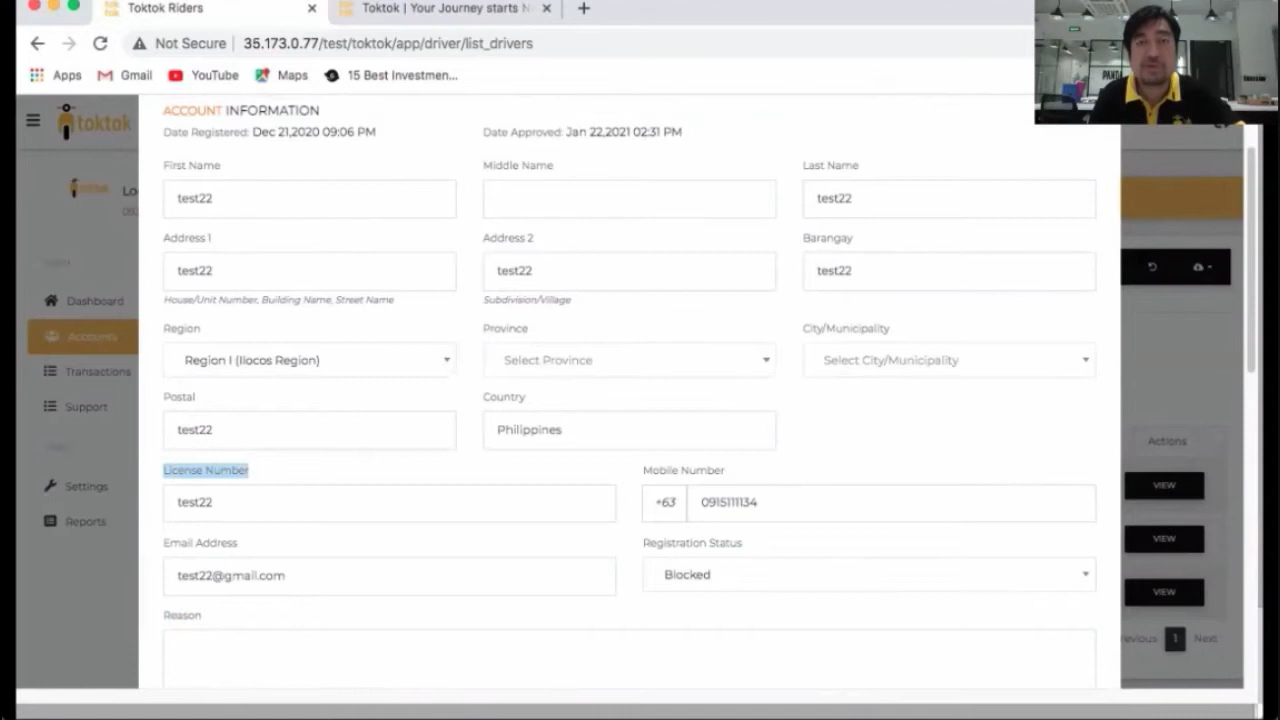 Toktok Riders
Toktok | Your Journey starts N
Not Secure
35.173.0.77/test/toktok/app/driver/list_drivers
Apps
Gmail
YouTube
Maps
15 Best Investmen...
toktok
ACCOUNT INFORMATION
Date Registered: Dec 21,2020 09:06 PM
Date Approved: Jan 22,2021 02:31 PM
First Name
Middle Name
Last Name
test22
test22
Address 1
Address 2
Barangay
test22
test22
test22
House/Unit Number, Building Name, Street Name
Subdivision/Village
Dashboard
Accounts
Transactions
Support
Settings
Reports
Region
Province
City/Municipality
Region I (Ilocos Region)
Select Province
Select City/Municipality
Postal
Country
test22
Philippines
License Number
Mobile Number
test22
+63
0915111134
Email Address
Registration Status
test22@gmail.com
Blocked
Reason
Actions
VIEW
VIEW
VIEW
1
Next